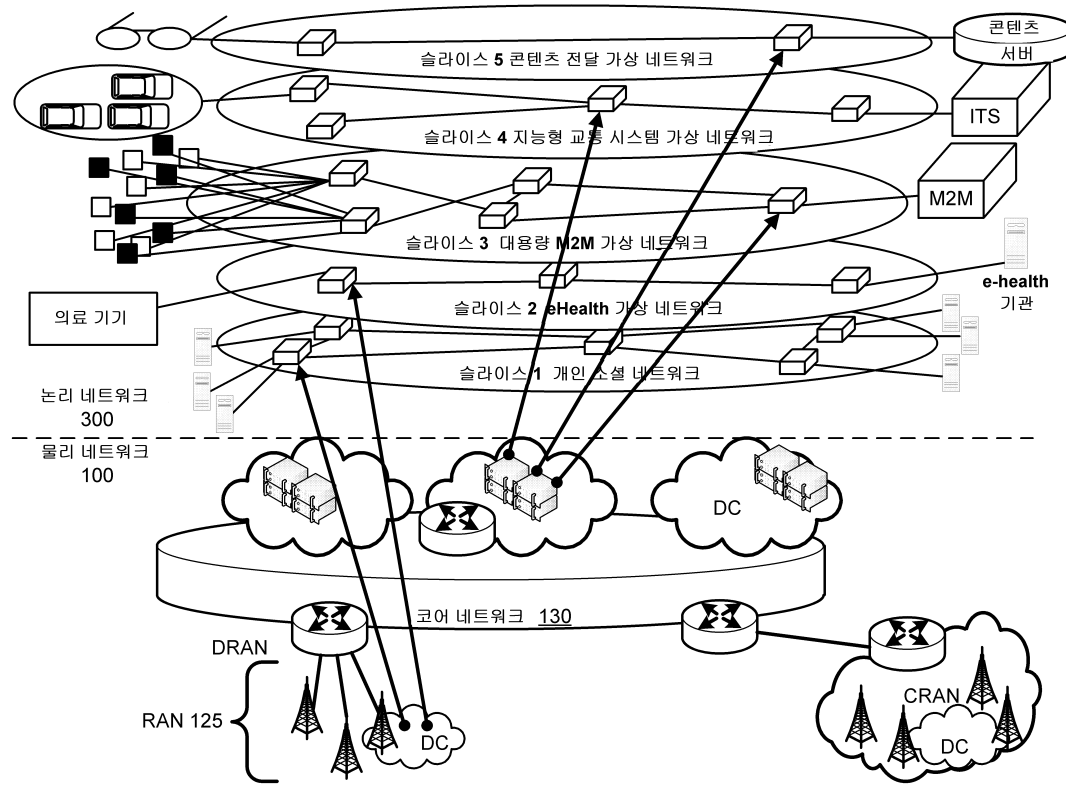 콘텐츠
서버
슬라이스 5 콘텐츠 전달 가상 네트워크
ITS
슬라이스 4 지능형 교통 시스템 가상 네트워크
M2M
슬라이스 3 대용량 M2M 가상 네트워크
e-health
기관
의료 기기
슬라이스 2 eHealth 가상 네트워크
슬라이스 1 개인 소셜 네트워크
논리 네트워크
300
물리 네트워크
100
DC
코어 네트워크 130
DRAN
RAN 125
DC
CRAN
DC